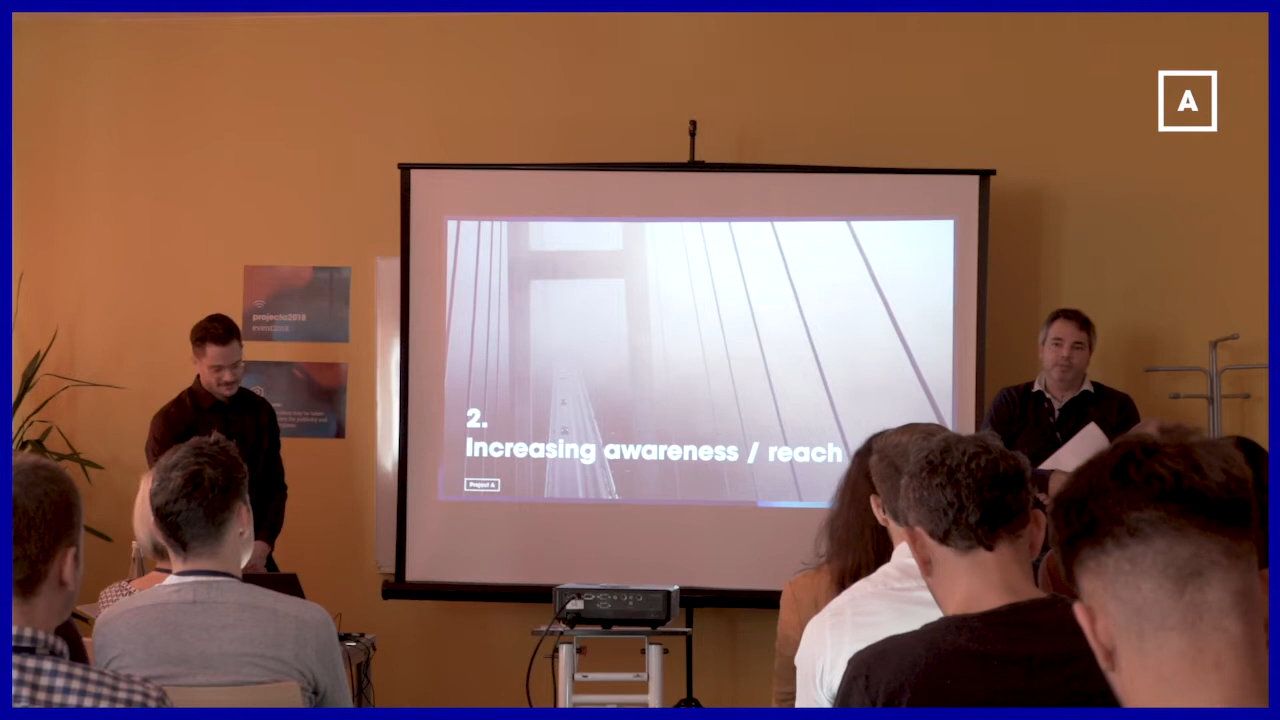 A
projecta2018
event2018
2.
Increasing awareness / reach
Project A